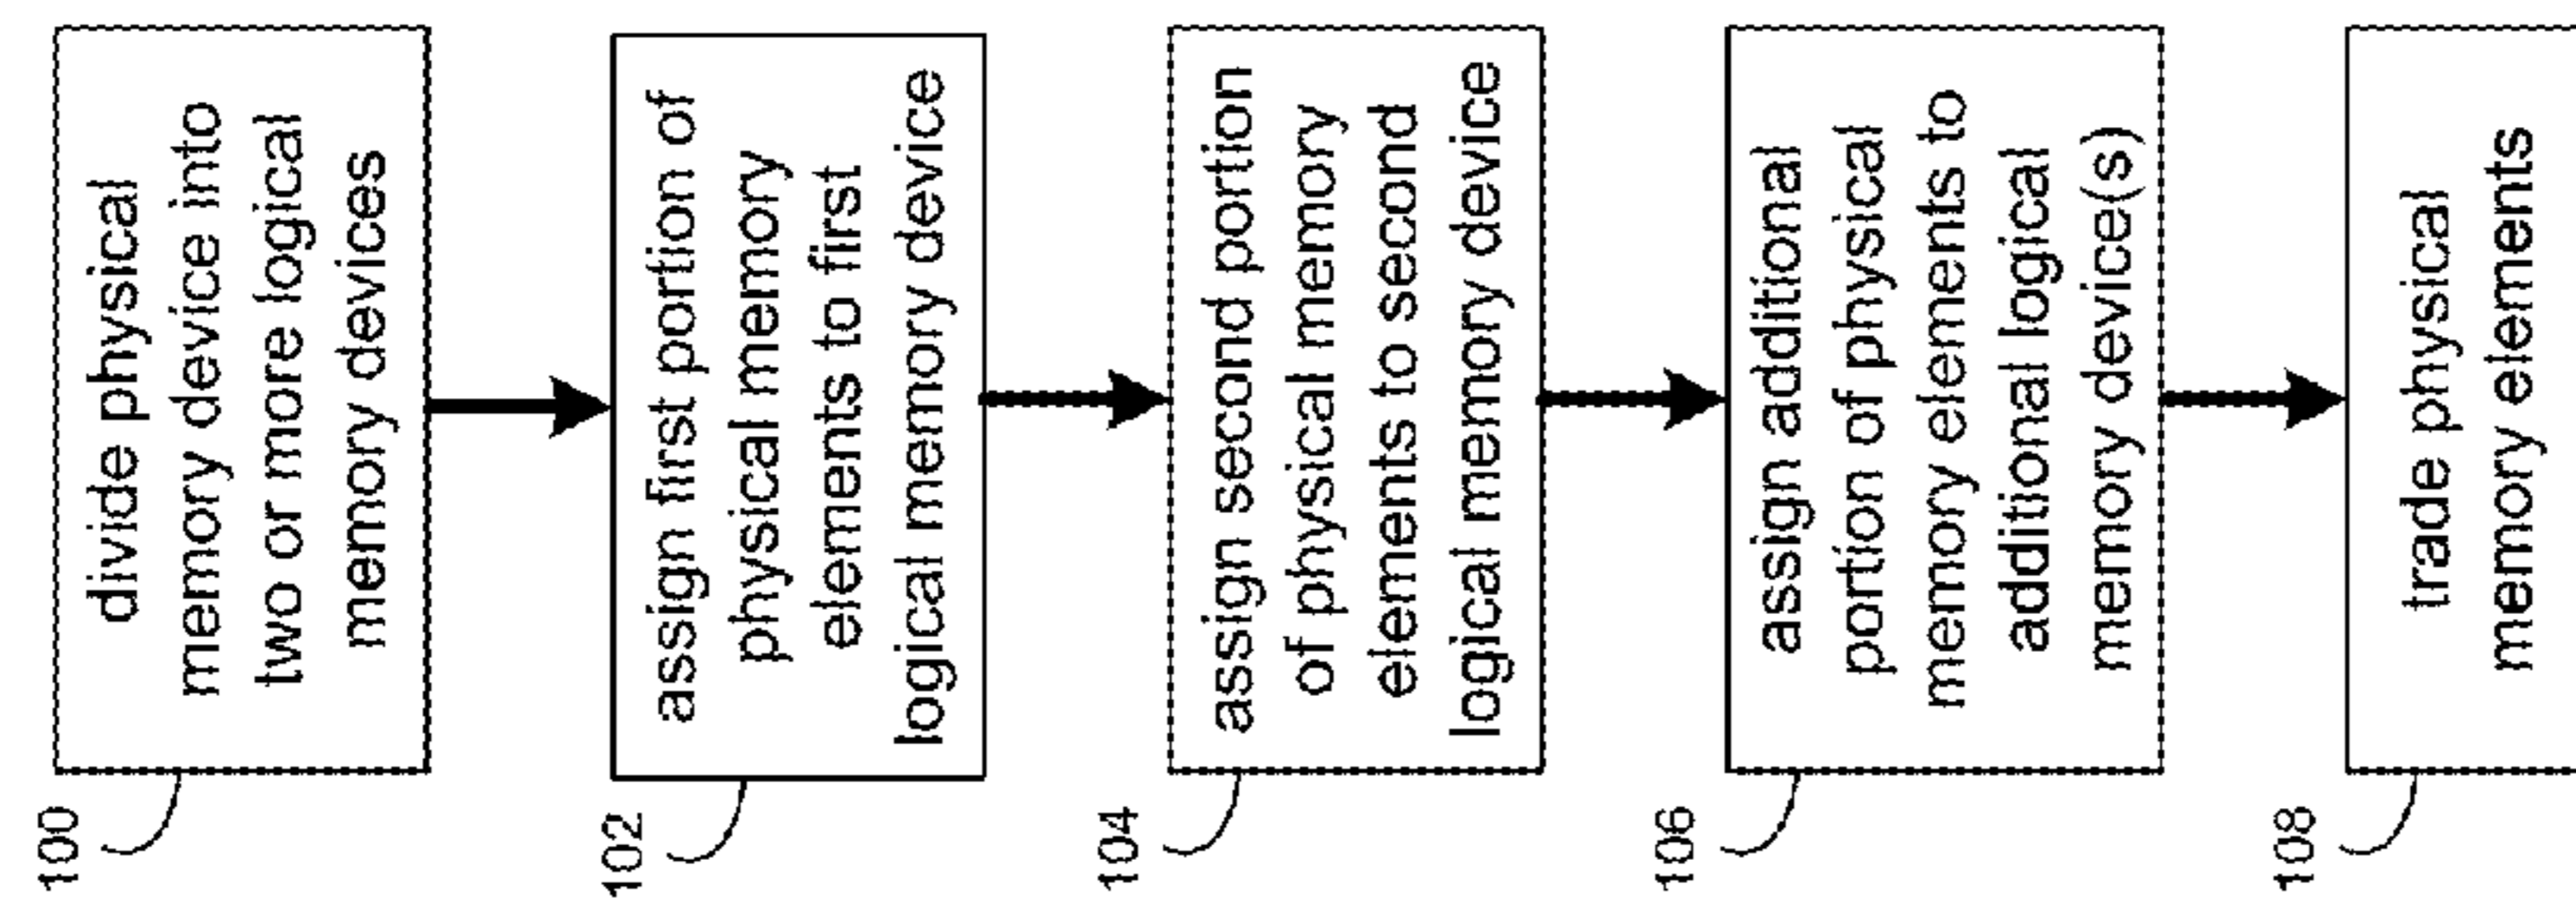 100
divide physical
memory device into
two or more logical
memory devices
102
assign first portion of
physical memory
elements to first
logical memory device
104
assign second portion
of physical memory
elements to second
logical memory device
106
assign additional
portion of physical
memory elements to
additional logical
memory device(s)
108
trade physical
memory elements